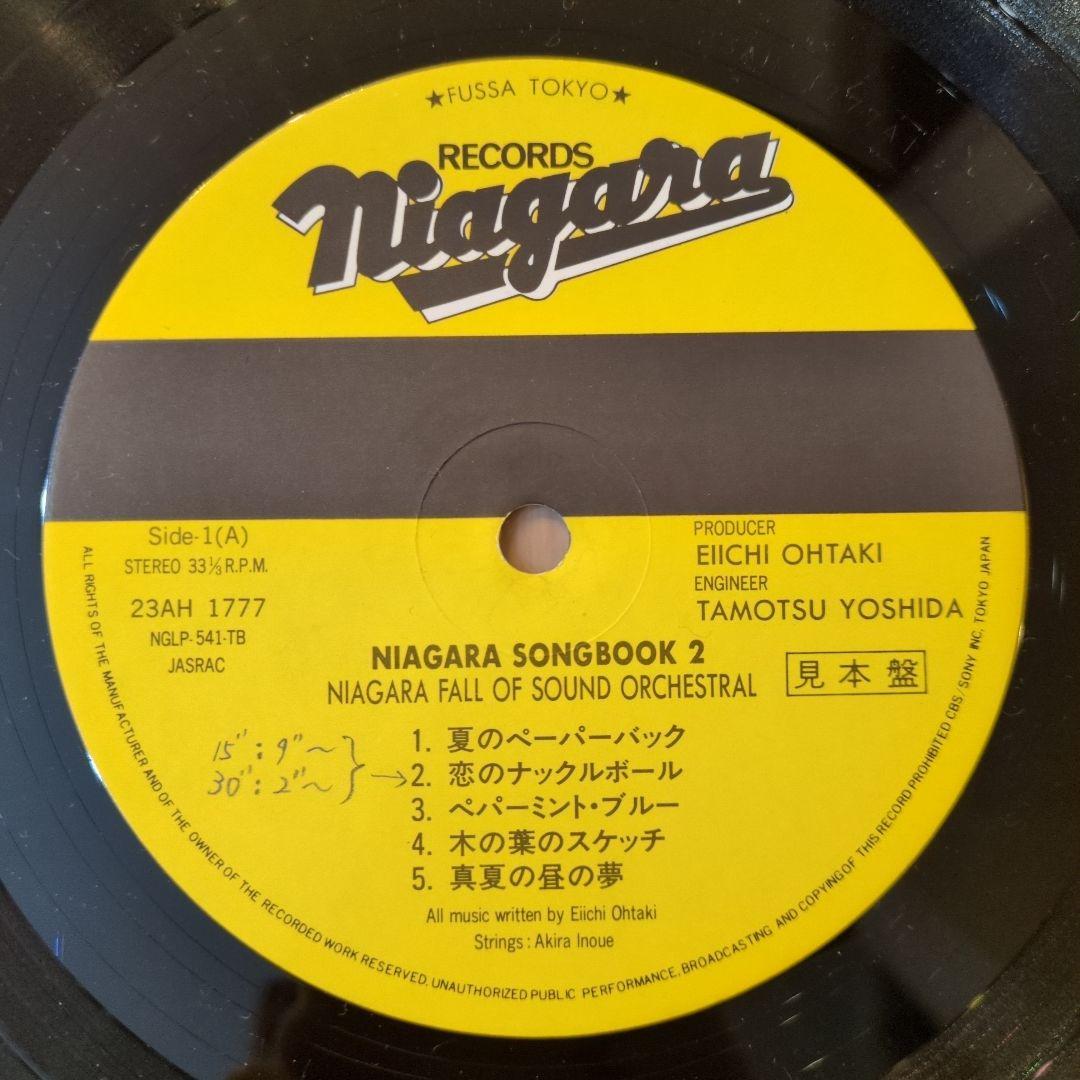 ★FUSSA TOKYO★
RECORDS
Niagara
Side-1(A)
STEREO 33⅓ R.P.M.
23AH 1777
NGLP-541-TB
JASRAC
PRODUCER
EIICHI OHTAKI
ENGINEER
TAMOTSU YOSHIDA
NIAGARA SONGBOOK 2
NIAGARA FALL OF SOUND ORCHESTRAL
見本盤
15": 9"~
30": 2"~
→
1. 夏のペーパーバック
2. 恋のナックルボール
3. ペパーミント・ブルー
4. 木の葉のスケッチ
5. 真夏の昼の夢
All music written by Eiichi Ohtaki
Strings : Akira Inoue
ALL RIGHTS OF THE MANUFACTURER AND OF THE OWNER OF THE RECORDED WORK RESERVED. UNAUTHORIZED PUBLIC PERFORMANCE, BROADCASTING AND COPYING OF THIS RECORD PROHIBITED CBS/SONY INC. TOKYO JAPAN